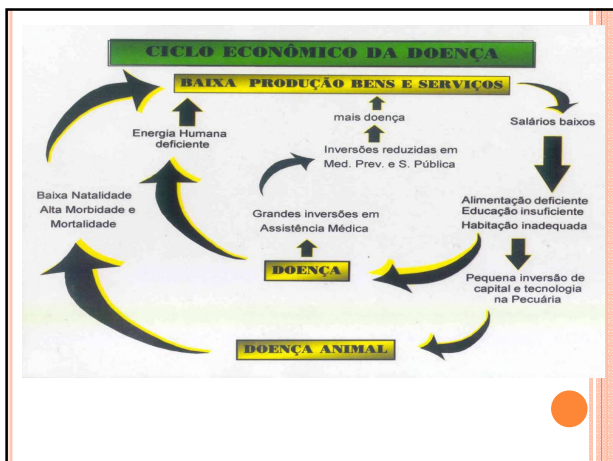 CICLO ECONÔMICO DA DOENÇA
BAIXA PRODUÇÃO BENS E SERVIÇOS
mais doença
Salários baixos
Energia Humana
deficiente
Inversões reduzidas em
Med. Prev. e S. Pública
Baixa Natalidade
Alta Morbidade e
Mortalidade
Grandes inversões em
Assistência Médica
Alimentação deficiente
Educação insuficiente
Habitação inadequada
DOENÇA
Pequena inversão de
capital e tecnologia
na Pecuária
DOENÇA ANIMAL